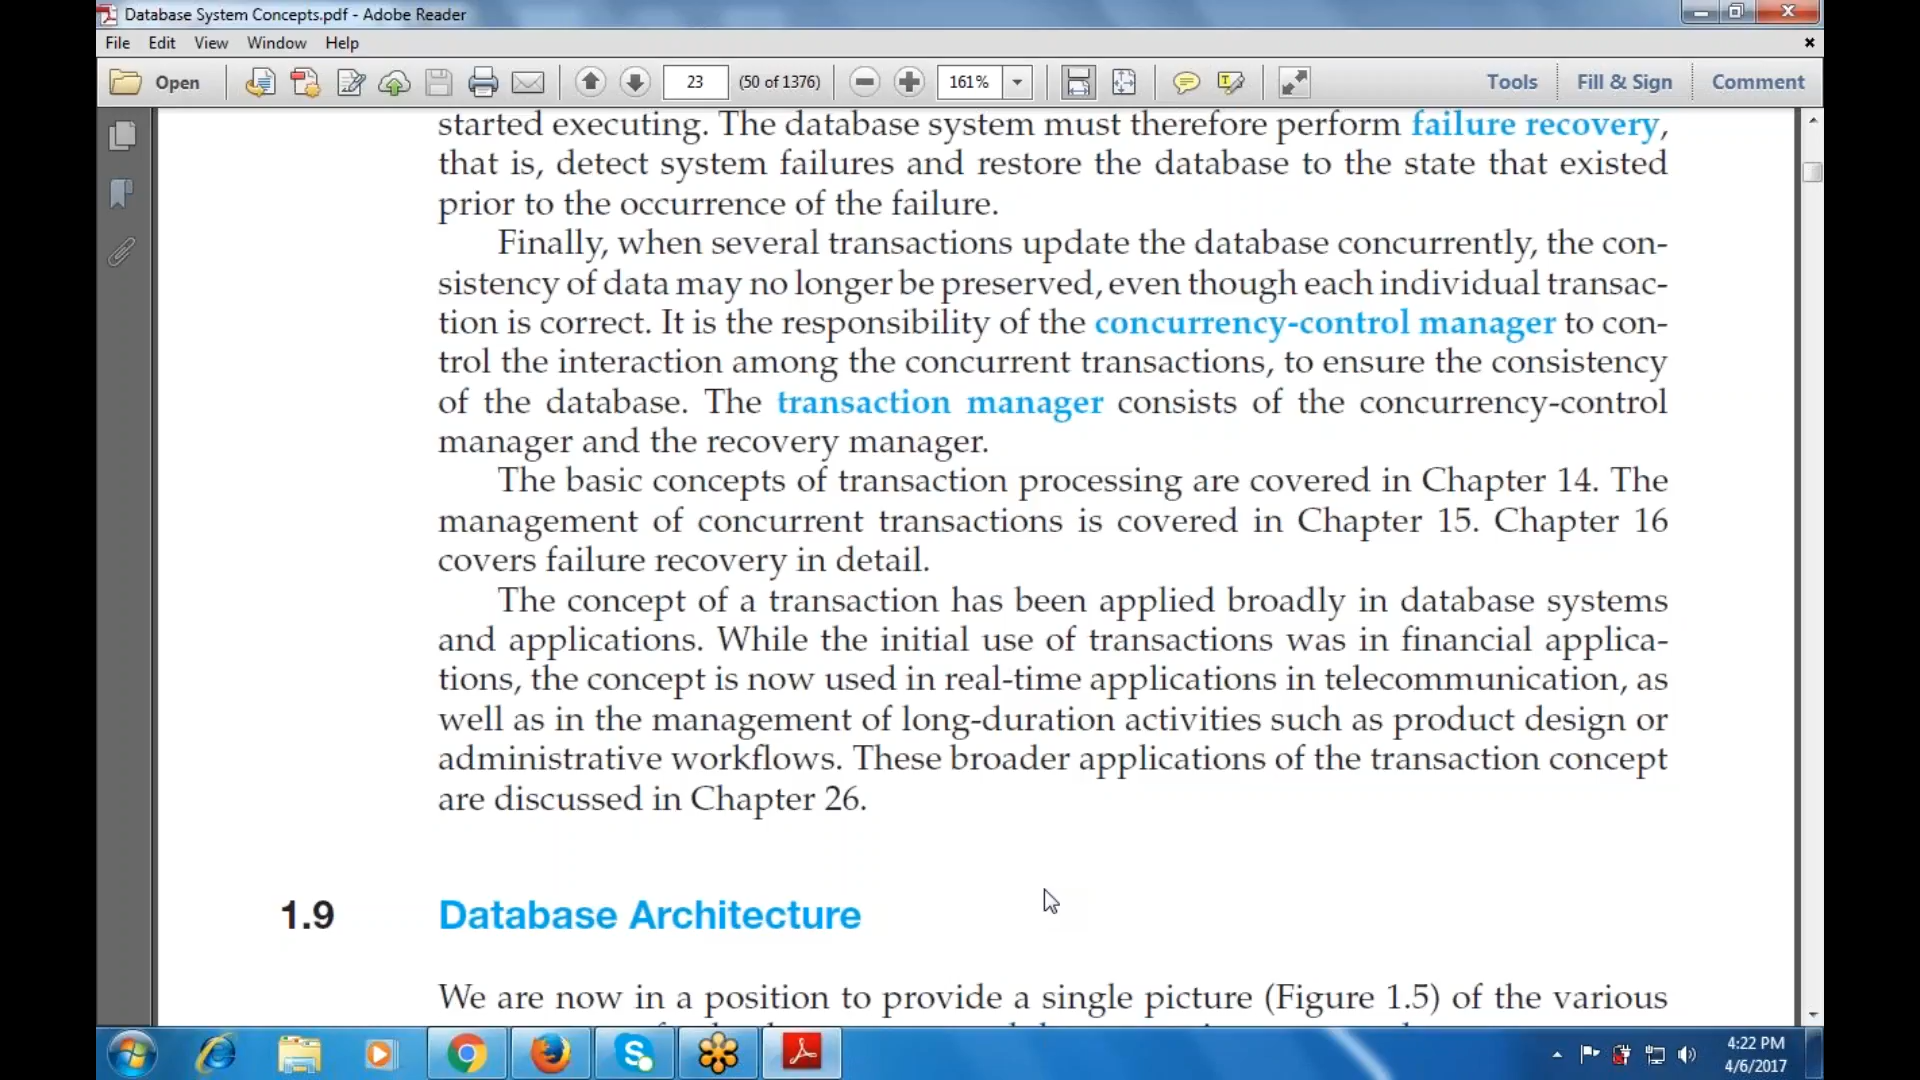 Database System Concepts.pdf - Adobe Reader
File Edit View Window Help
Open 23 (50 of 1376) 161% Tools Fill & Sign Comment
started executing. The database system must therefore perform failure recovery,
that is, detect system failures and restore the database to the state that existed
prior to the occurrence of the failure.
Finally, when several transactions update the database concurrently, the con-
sistency of data may no longer be preserved, even though each individual transac-
tion is correct. It is the responsibility of the concurrency-control manager to con-
trol the interaction among the concurrent transactions, to ensure the consistency
of the database. The transaction manager consists of the concurrency-control
manager and the recovery manager.
The basic concepts of transaction processing are covered in Chapter 14. The
management of concurrent transactions is covered in Chapter 15. Chapter 16
covers failure recovery in detail.
The concept of a transaction has been applied broadly in database systems
and applications. While the initial use of transactions was in financial applica-
tions, the concept is now used in real-time applications in telecommunication, as
well as in the management of long-duration activities such as product design or
administrative workflows. These broader applications of the transaction concept
are discussed in Chapter 26.
1.9 Database Architecture
We are now in a position to provide a single picture (Figure 1.5) of the various
4:22 PM
4/6/2017